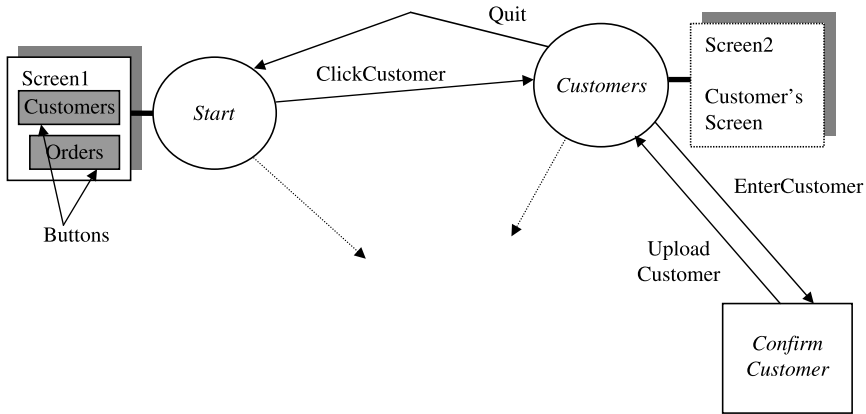 Quit
Screen2
Screen1
ClickCustomer
Customers
Customers
Start
Customer's
Screen
Orders
EnterCustomer
Buttons
Upload
Customer
Confirm
Customer